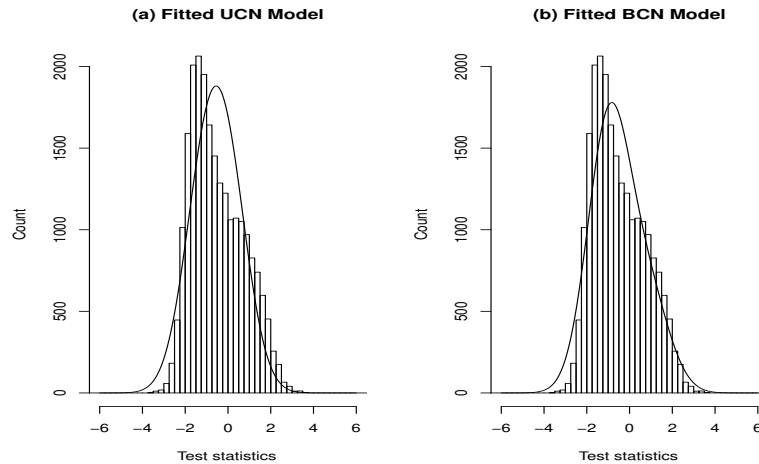 (a) Fitted UCN Model
2000
1500
1000
500
0
Count
−6 −4 −2 0 2 4 6
Test statistics
(b) Fitted BCN Model
2000
1500
1000
500
0
Count
−6 −4 −2 0 2 4 6
Test statistics